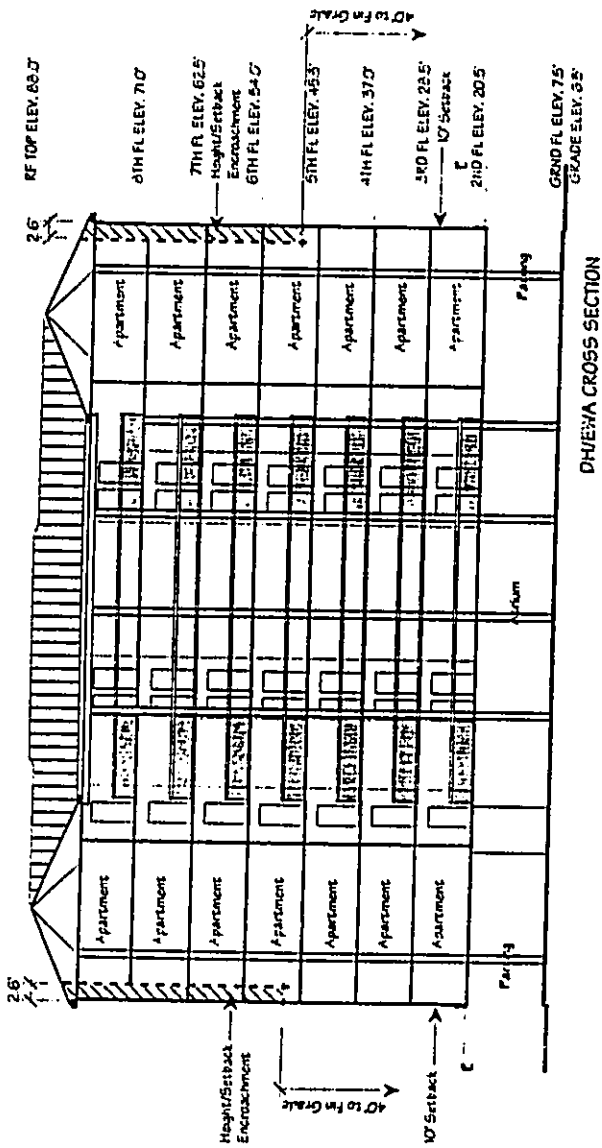 2.6'
2.6'
RF TOP ELEV. 88.0'
8TH FL ELEV. 71.0'
7TH FL ELEV. 62.5'
Height/Setback
Encroachment
6TH FL ELEV. 54.0'
5TH FL ELEV. 45.5'
40' to Fin Grade
4TH FL ELEV. 37.0'
3RD FL ELEV. 28.5'
10' Setback
2ND FL ELEV. 20.5'
GRND FL ELEV. 7.5'
GRADE ELEV. 3.5'
Apartment
Apartment
Apartment
Apartment
Apartment
Apartment
Apartment
Apartment
Apartment
Apartment
Apartment
Apartment
Apartment
Apartment
Height/Setback
Encroachment
40' to Fin Grade
10' Setback
Parking
Atrium
Parking
DH/EWA CROSS SECTION